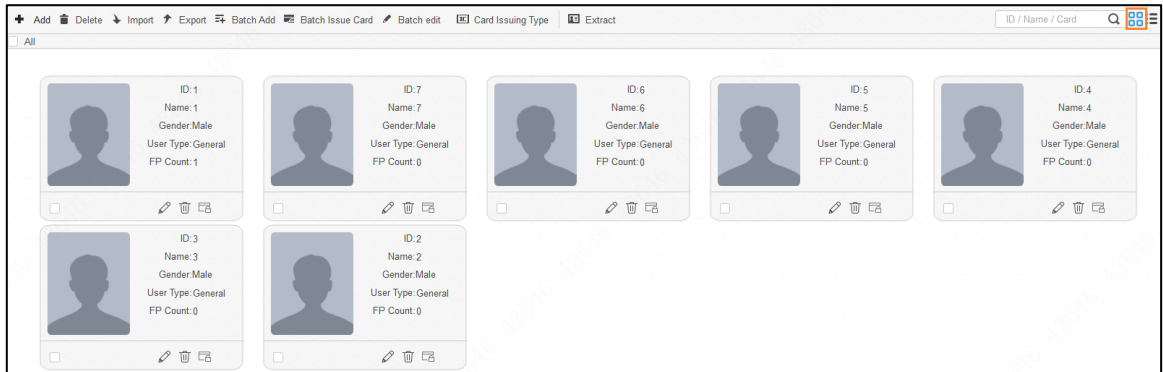 Add Delete Import Export Batch Add Batch Issue Card Batch edit Card Issuing Type Extract ID / Name / Card
All
ID:1
Name:1
Gender:Male
User Type:General
FP Count:1
ID:7
Name:7
Gender:Male
User Type:General
FP Count:0
ID:6
Name:6
Gender:Male
User Type:General
FP Count:0
ID:5
Name:5
Gender:Male
User Type:General
FP Count:0
ID:4
Name:4
Gender:Male
User Type:General
FP Count:0
ID:3
Name:3
Gender:Male
User Type:General
FP Count:0
ID:2
Name:2
Gender:Male
User Type:General
FP Count:0